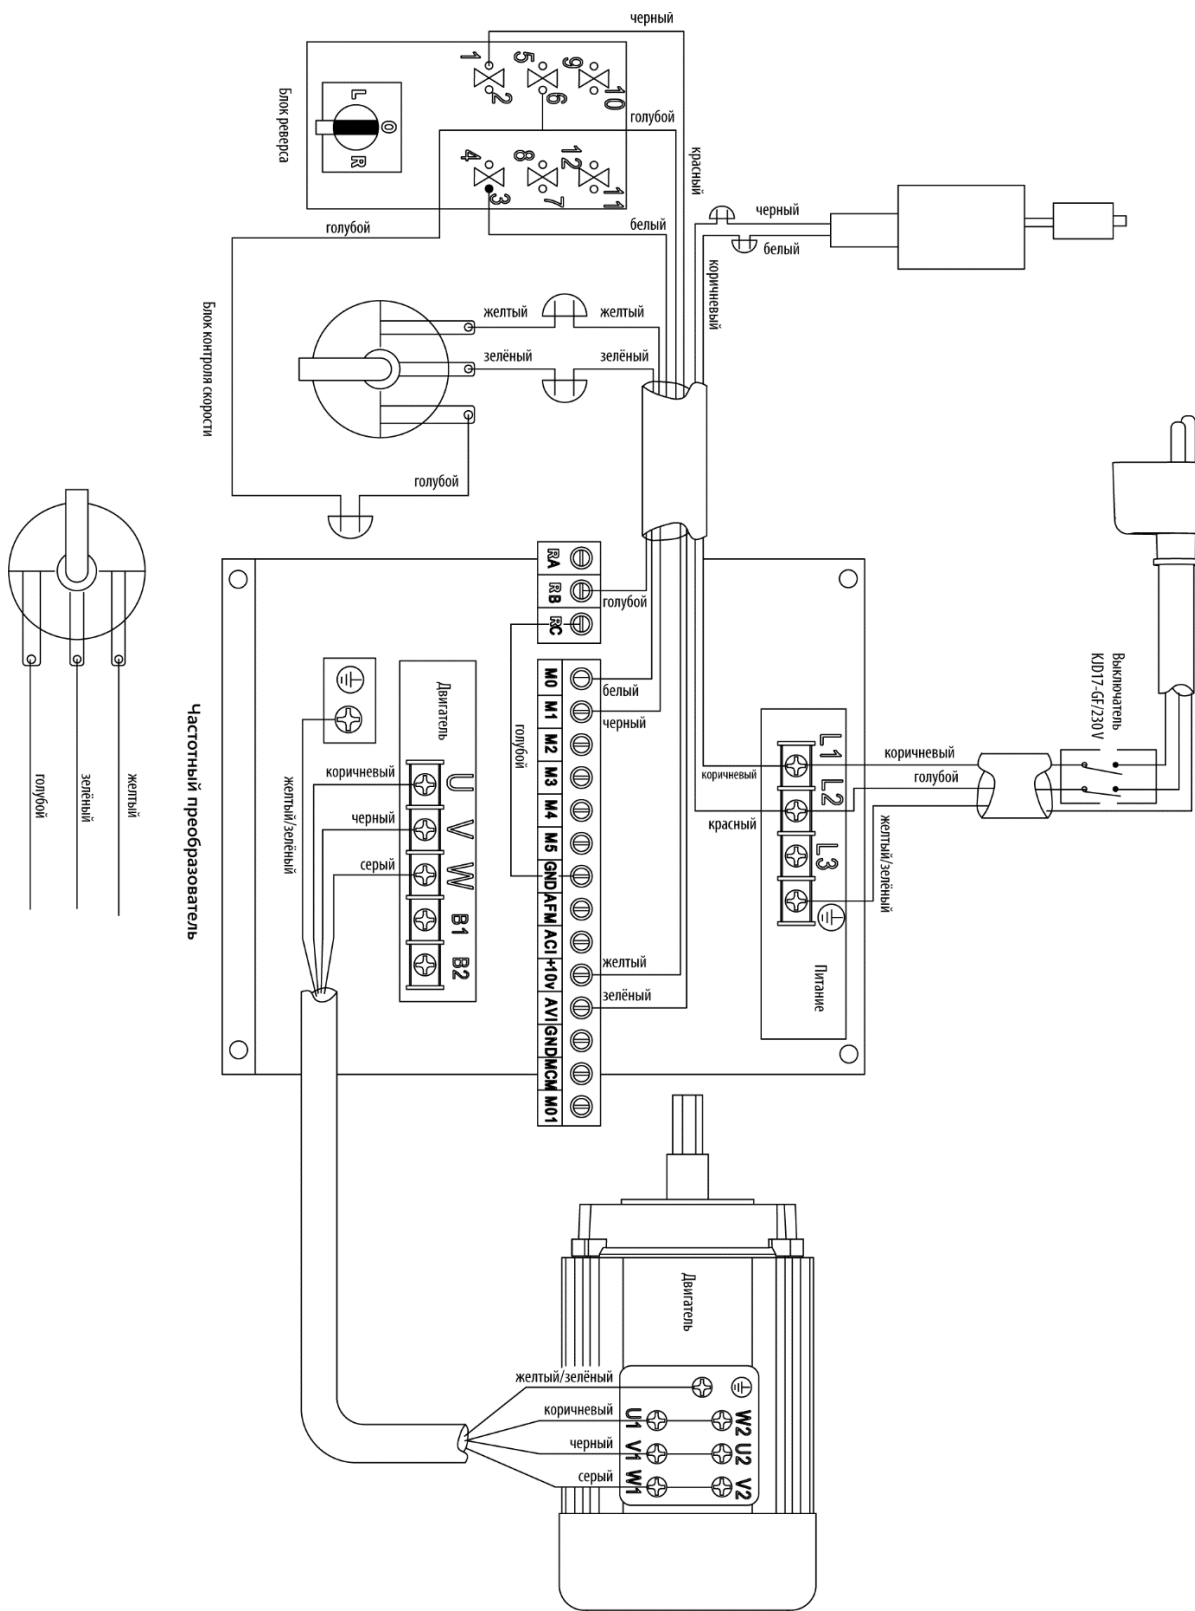 черный
1
5
9
2
6
10
L
O
R
Блок реверса
голубой
4
8
12
3
7
11
красный
голубой
белый
черный
белый
коричневый
Блок контроля скорости
желтый
желтый
зелёный
зелёный
голубой
RA
RB
RC
голубой
M0
M1
M2
M3
M4
M5
GND
AFM
ACI
+10v
AVI
GND
MCM
M01
белый
черный
голубой
желтый
зелёный
Двигатель
U
V
W
B1
B2
коричневый
черный
серый
желтый/зелёный
Частотный преобразователь
голубой
зелёный
желтый
L1
L2
L3
Питание
коричневый
красный
коричневый
голубой
желтый/зелёный
Выключатель
KJD17-GF/230V
Двигатель
желтый/зелёный
коричневый
черный
серый
U1
V1
W1
W2
U2
V2